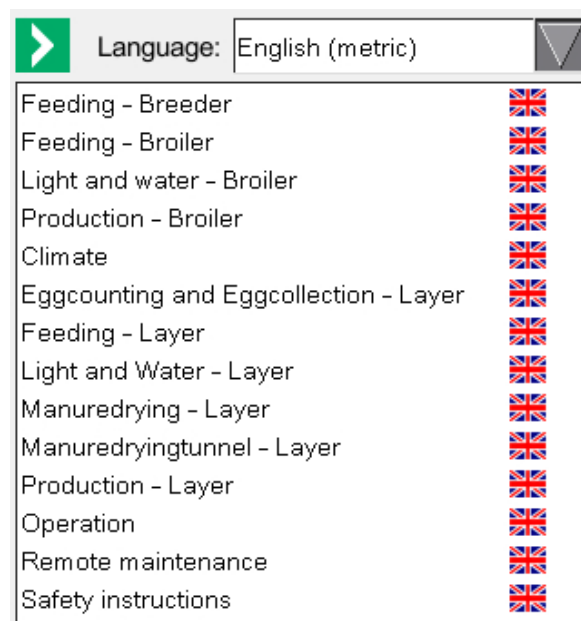 Language: English (metric)
Feeding - Breeder
Feeding - Broiler
Light and water - Broiler
Production - Broiler
Climate
Eggcounting and Eggcollection - Layer
Feeding - Layer
Light and Water - Layer
Manuredrying - Layer
Manuredryingtunnel - Layer
Production - Layer
Operation
Remote maintenance
Safety instructions